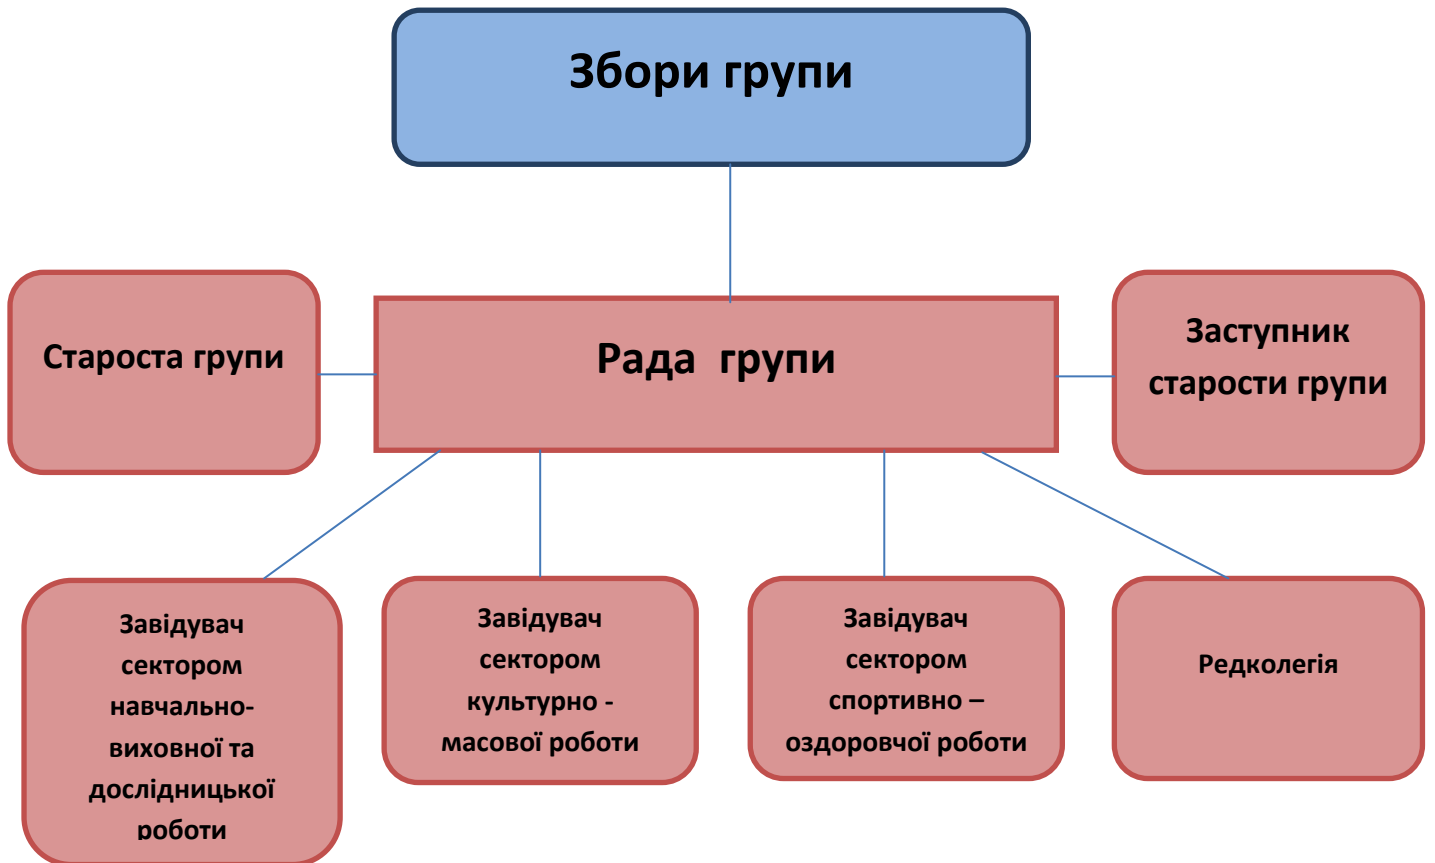 Збори групи
Староста групи
Рада групи
Заступник
старости групи
Завідувач
сектором
навчально-
виховної та
дослідницької
роботи
Завідувач
сектором
культурно -
масової роботи
Завідувач
сектором
спортивно –
оздоровчої роботи
Редколегія